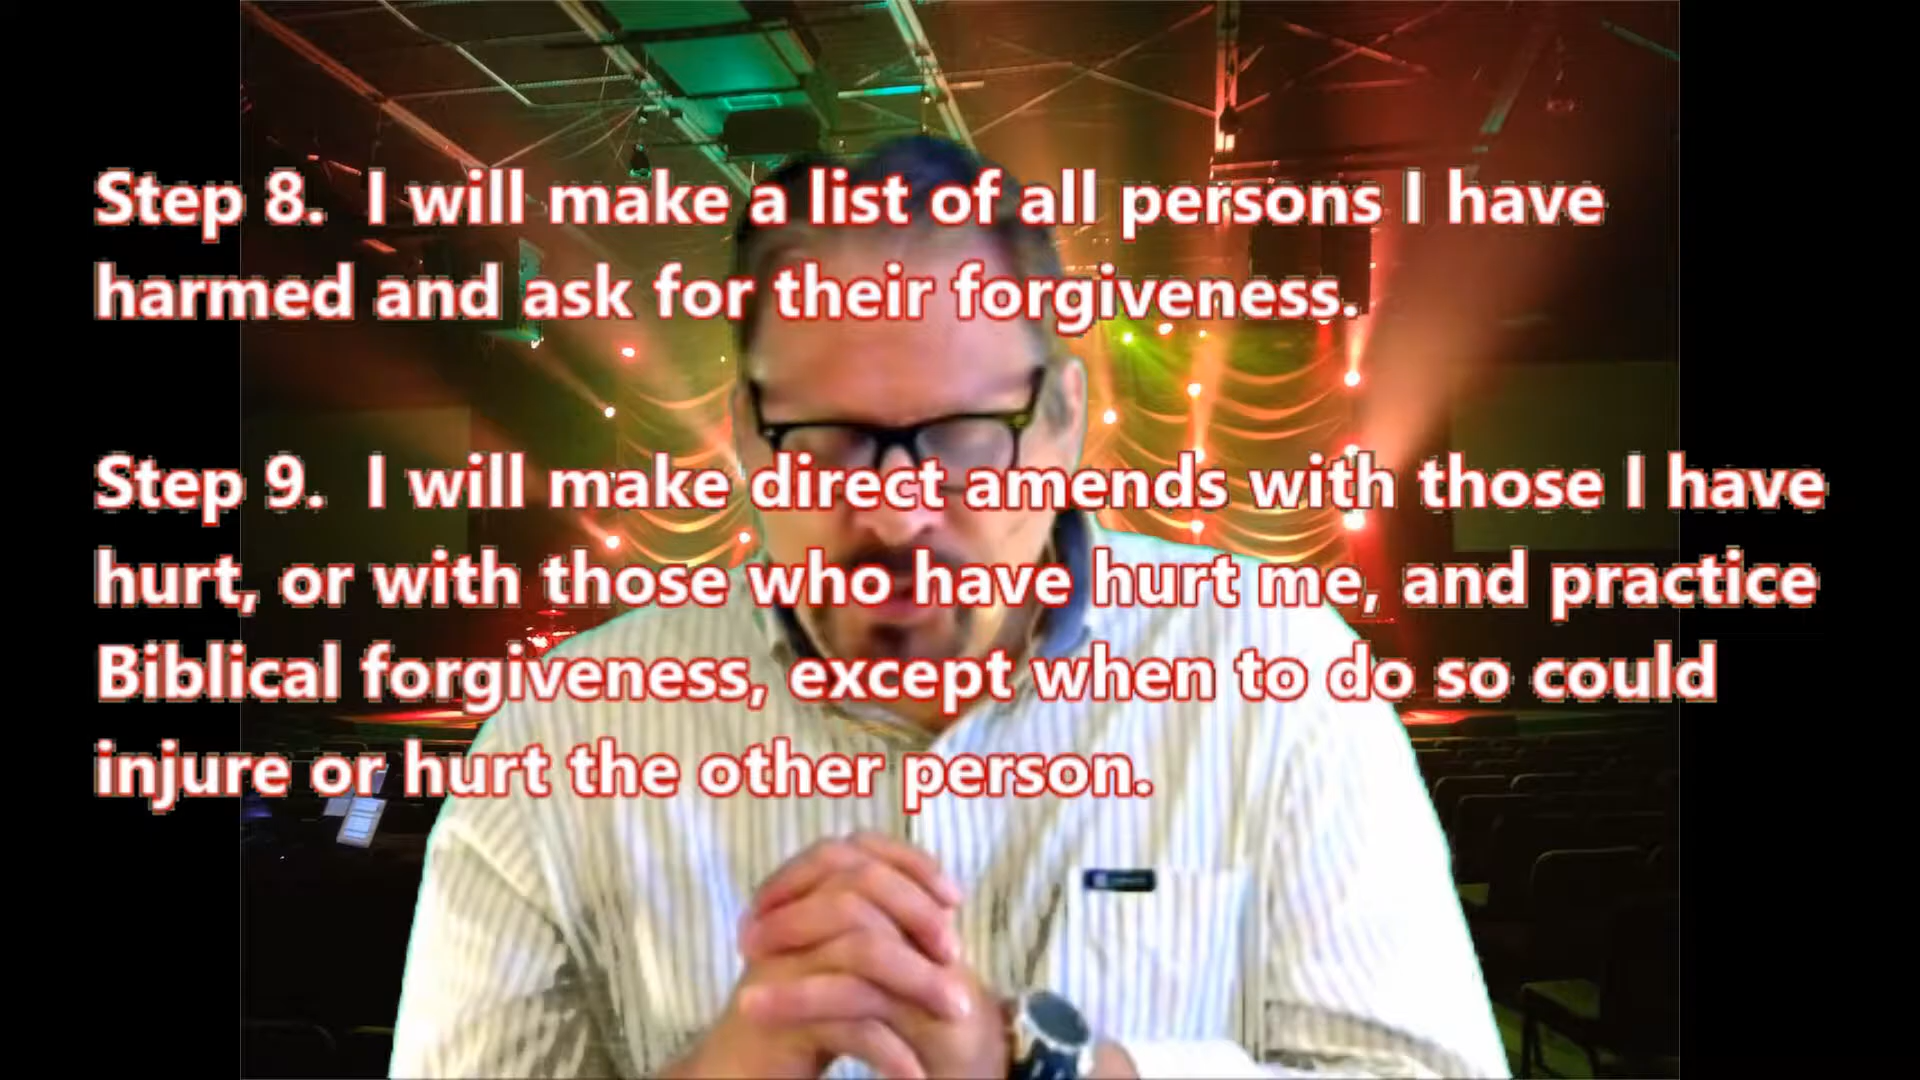 Step 8.  I will make a list of all persons I have
harmed and ask for their forgiveness.
Step 9.  I will make direct amends with those I have
hurt, or with those who have hurt me, and practice
Biblical forgiveness, except when to do so could
injure or hurt the other person.